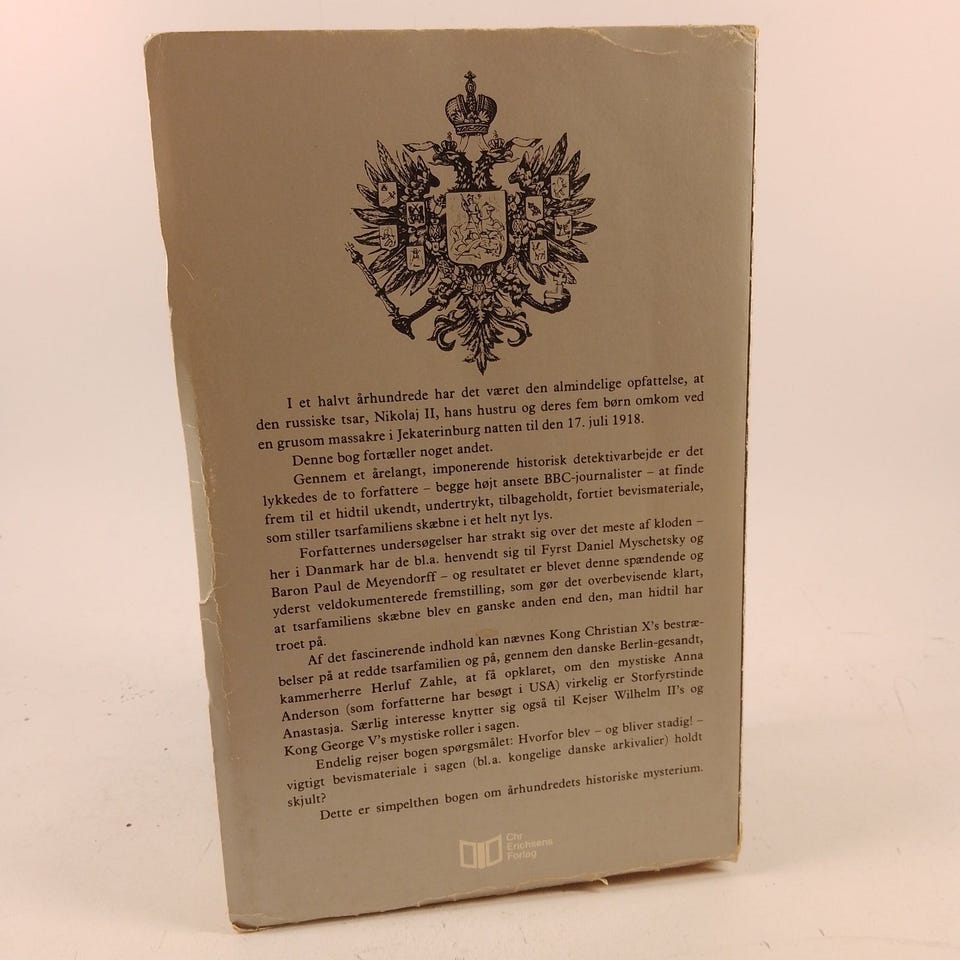 I et halvt århundrede har det været den almindelige opfattelse, at
den russiske tsar, Nikolaj II, hans hustru og deres fem børn omkom ved
en grusom massakre i Jekaterinburg natten til den 17. juli 1918.
Denne bog fortæller noget andet.
Gennem et årelangt, imponerende historisk detektivarbejde er det
lykkedes de to forfattere – begge højt ansete BBC-journalister – at finde
frem til et hidtil ukendt, undertrykt, tilbageholdt, fortiet bevismateriale,
som stiller tsarfamiliens skæbne i et helt nyt lys.
Forfatternes undersøgelser har strakt sig over det meste af kloden –
her i Danmark har de bl.a. henvendt sig til Fyrst Daniel Myschetsky og
Baron Paul de Meyendorff – og resultatet er blevet denne spændende og
yderst veldokumenterede fremstilling, som gør det overbevisende klart,
at tsarfamiliens skæbne blev en ganske anden end den, man hidtil har
troet på.
Af det fascinerende indhold kan nævnes Kong Christian X's bestræ-
belser på at redde tsarfamilien og på, gennem den danske Berlin-gesandt,
kammerherre Herluf Zahle, at få opklaret, om den mystiske Anna
Anderson (som forfatterne har besøgt i USA) virkelig er Storfyrstinde
Anastasja. Særlig interesse knytter sig også til Kejser Wilhelm II's og
Kong George V's mystiske roller i sagen.
Endelig rejser bogen spørgsmålet: Hvorfor blev – og bliver stadig! –
vigtigt bevismateriale i sagen (bl.a. kongelige danske arkivalier) holdt
skjult?
Dette er simpelthen bogen om århundredets historiske mysterium.
Chr
Erichsens
Forlag